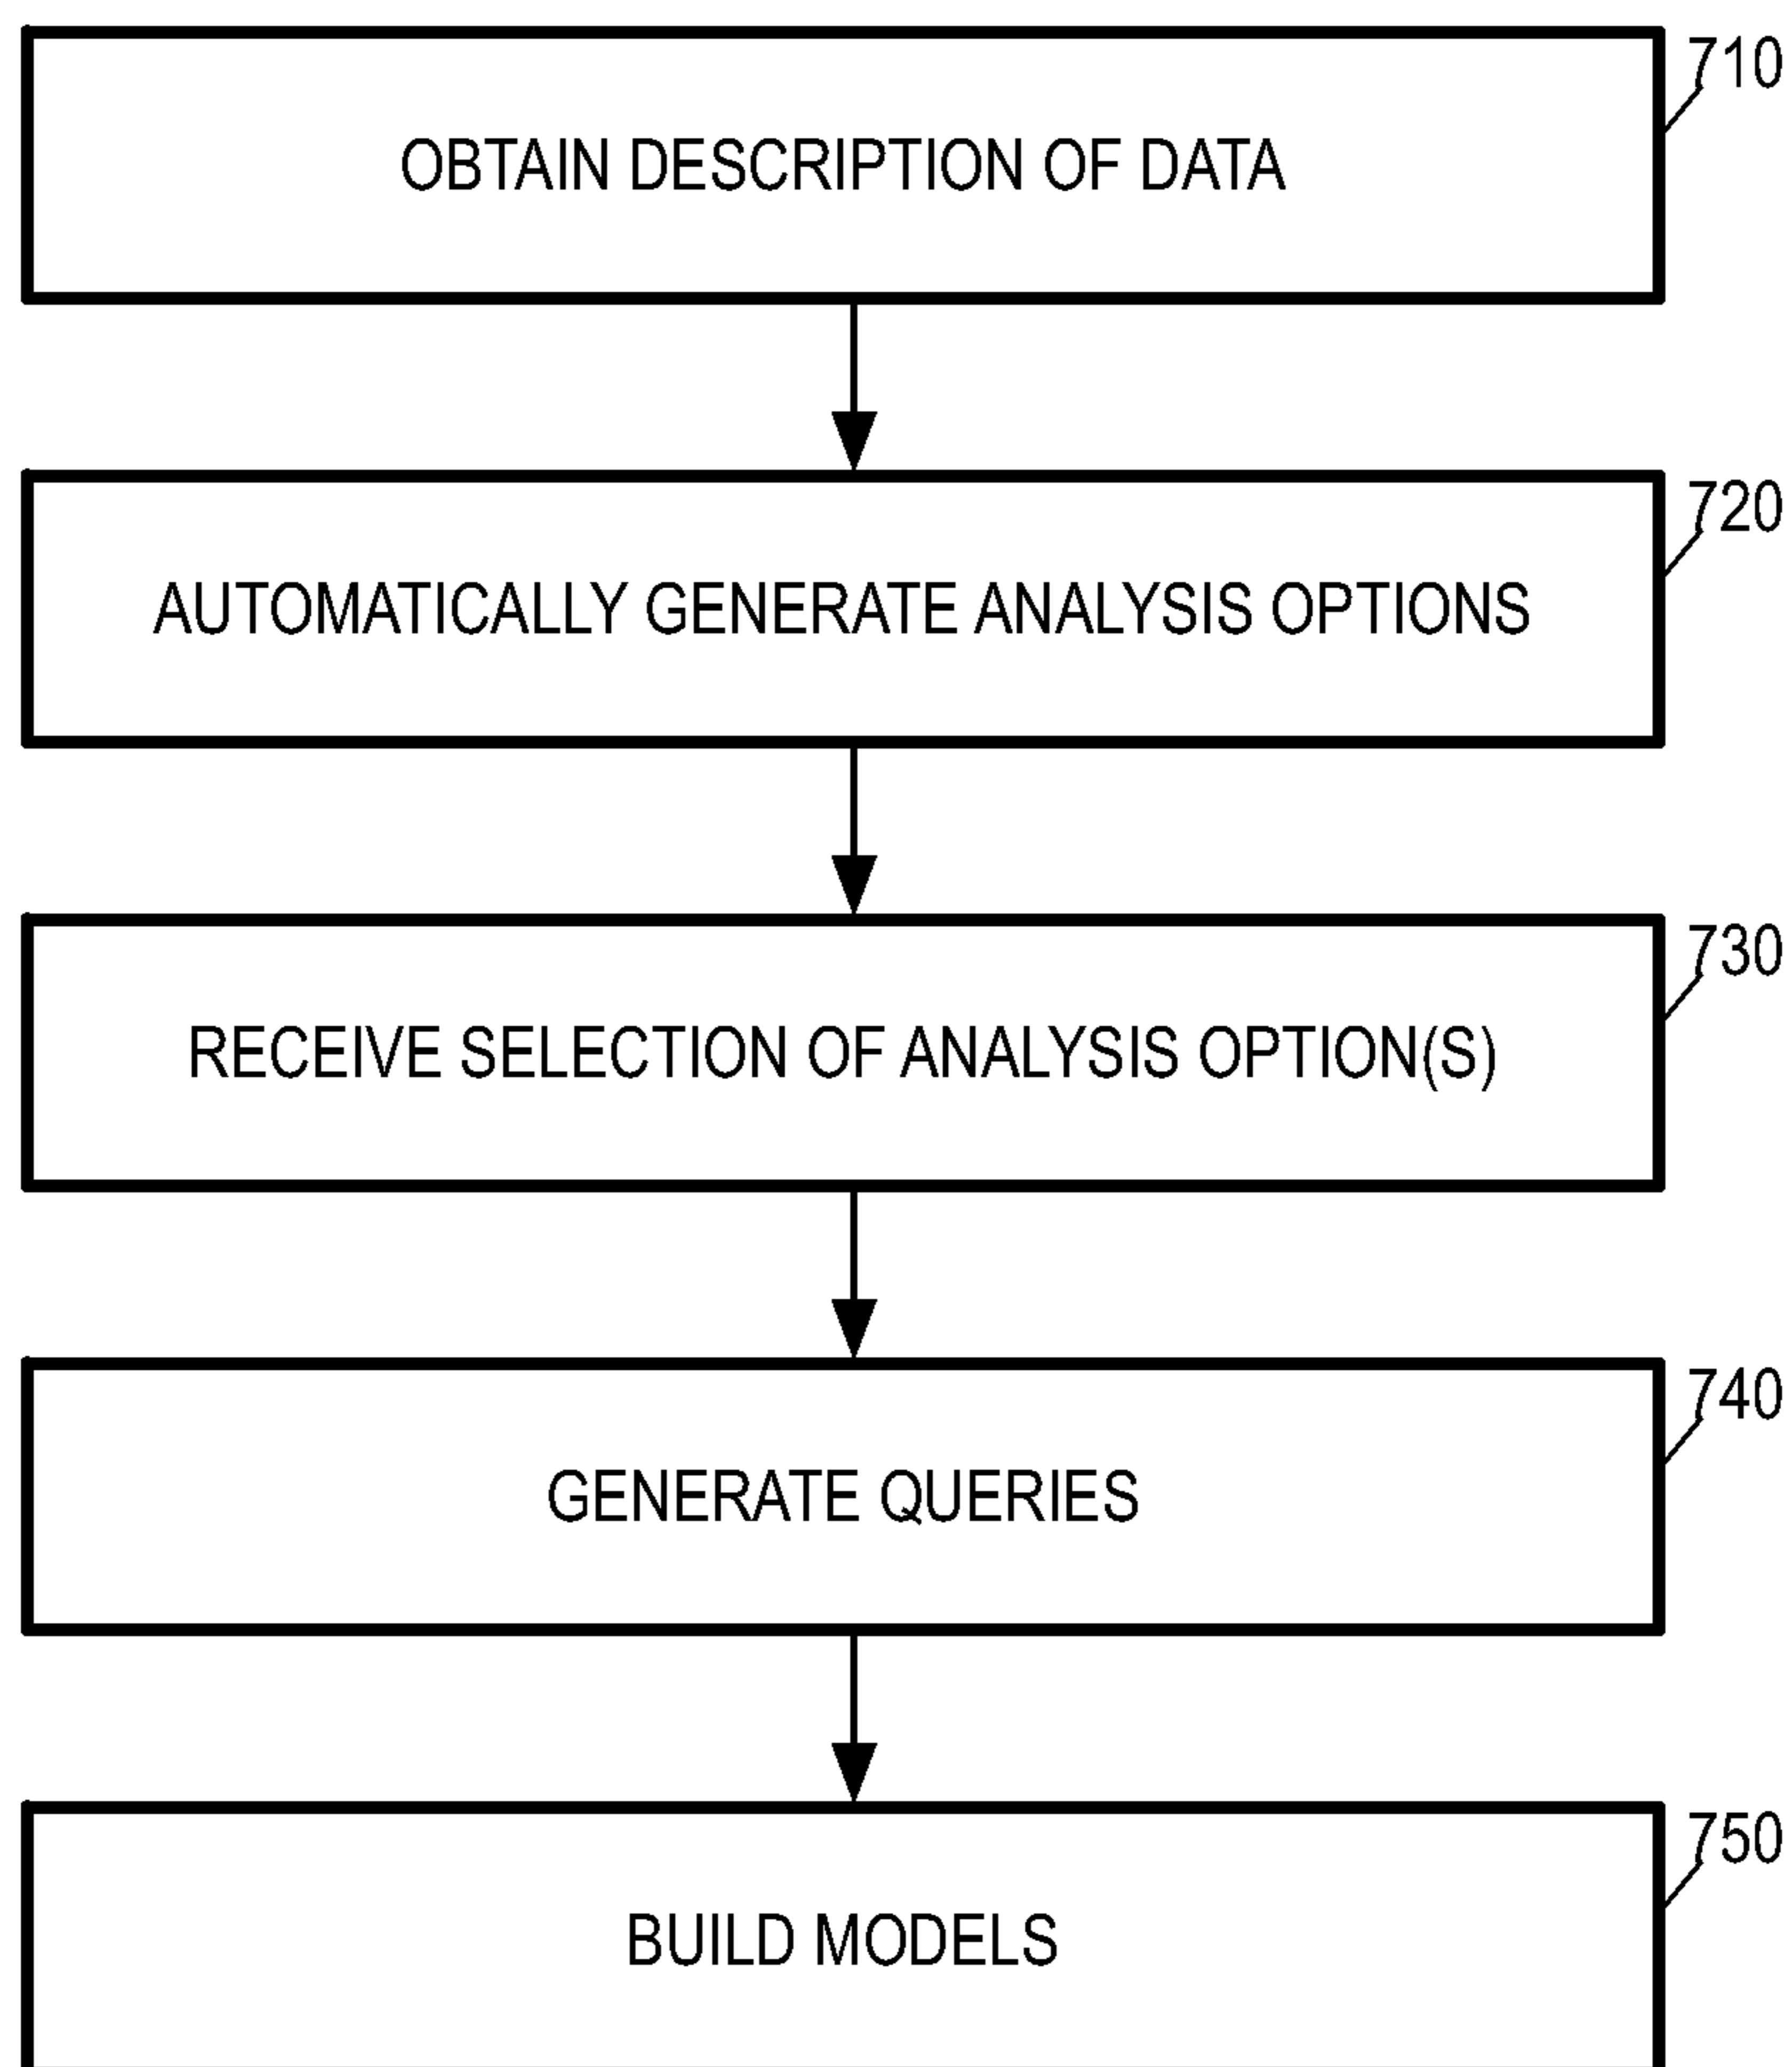 710
OBTAIN DESCRIPTION OF DATA
720
AUTOMATICALLY GENERATE ANALYSIS OPTIONS
730
RECEIVE SELECTION OF ANALYSIS OPTION(S)
740
GENERATE QUERIES
750
BUILD MODELS